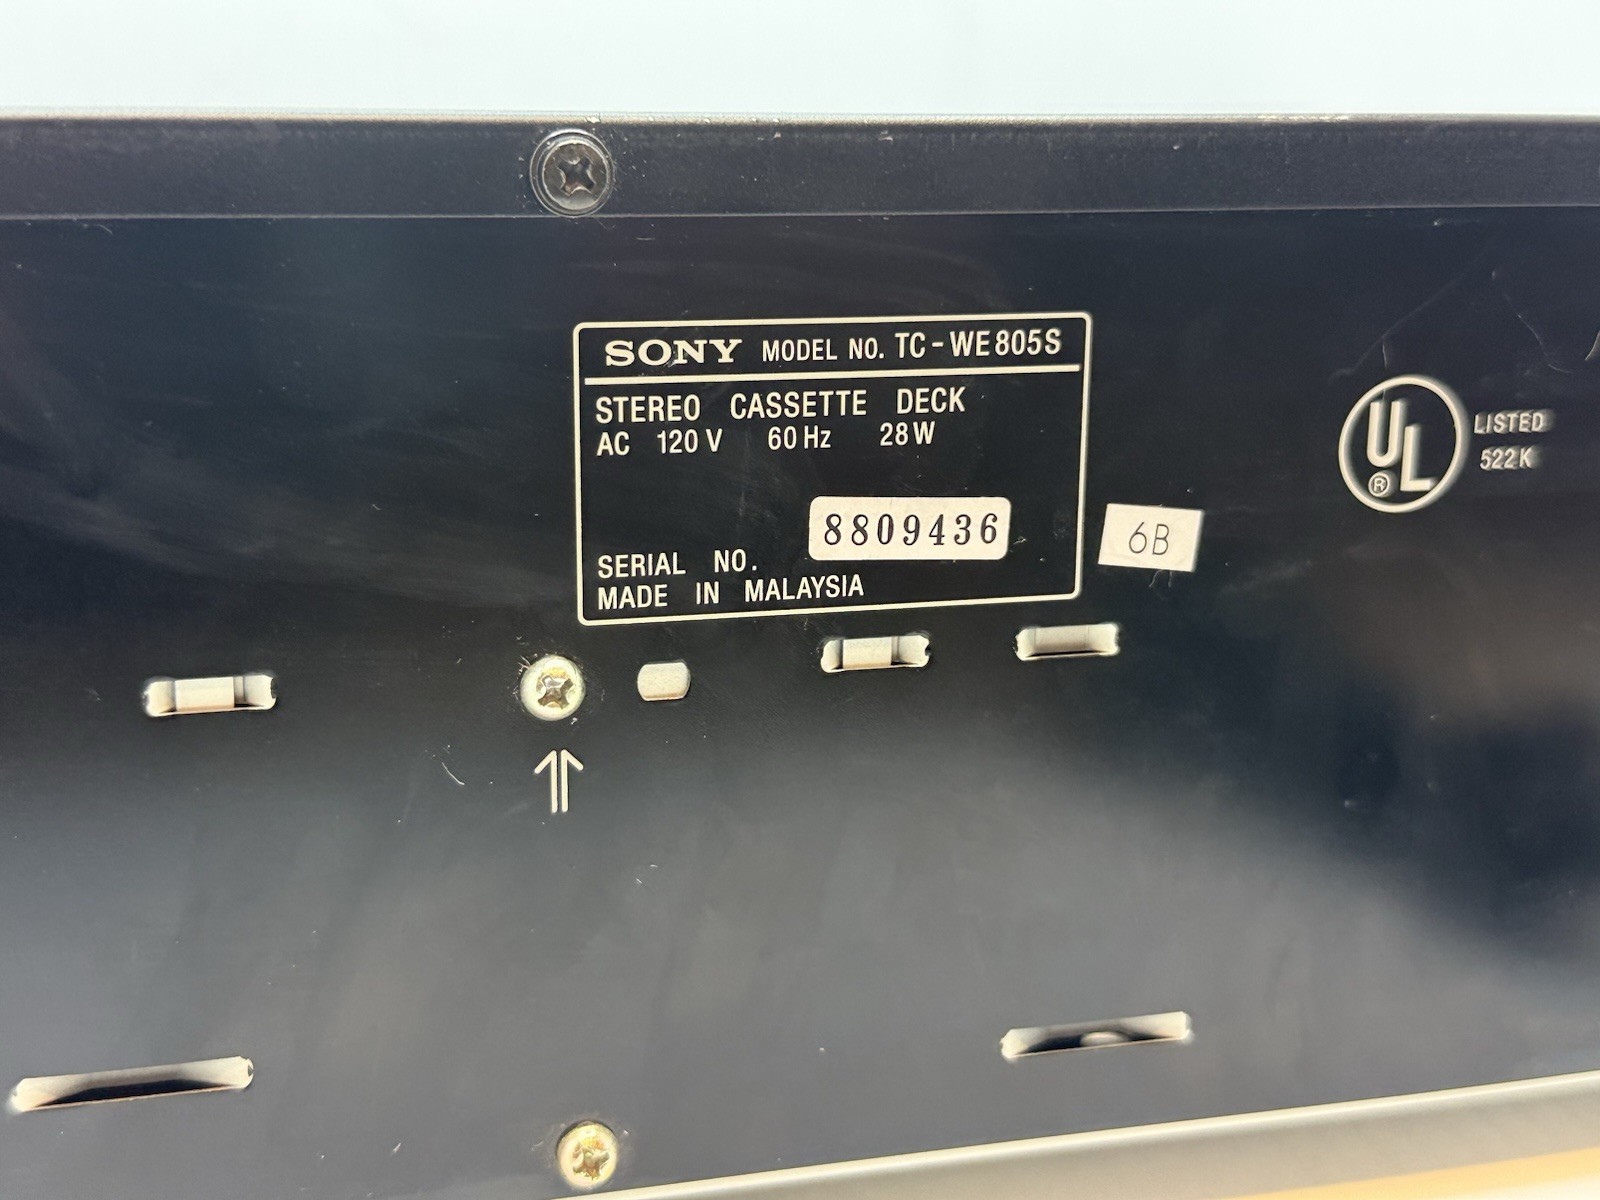 SONY MODEL NO. TC-WE805S
STEREO CASSETTE DECK
AC 120V 60Hz 28W
8809436
SERIAL NO.
MADE IN MALAYSIA
6B
UL ® LISTED
522K